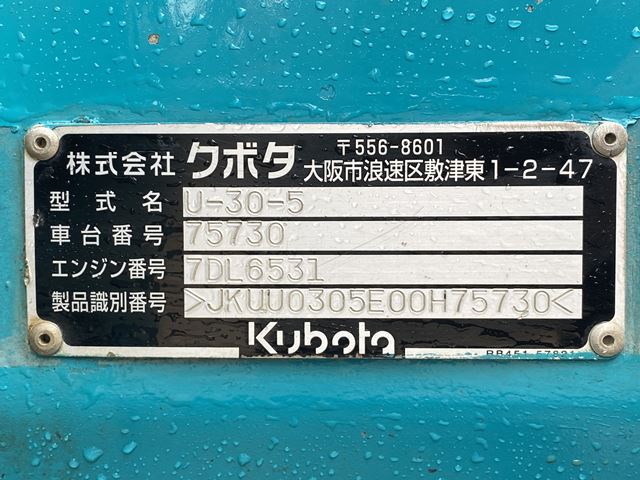 株式会社 クボタ 〒556-8601
大阪市浪速区敷津東1-2-47
型式名 U-30-5
車台番号 75730
エンジン番号 7DL6531
製品識別番号 >JKUU0305E00H75730<
Kubota